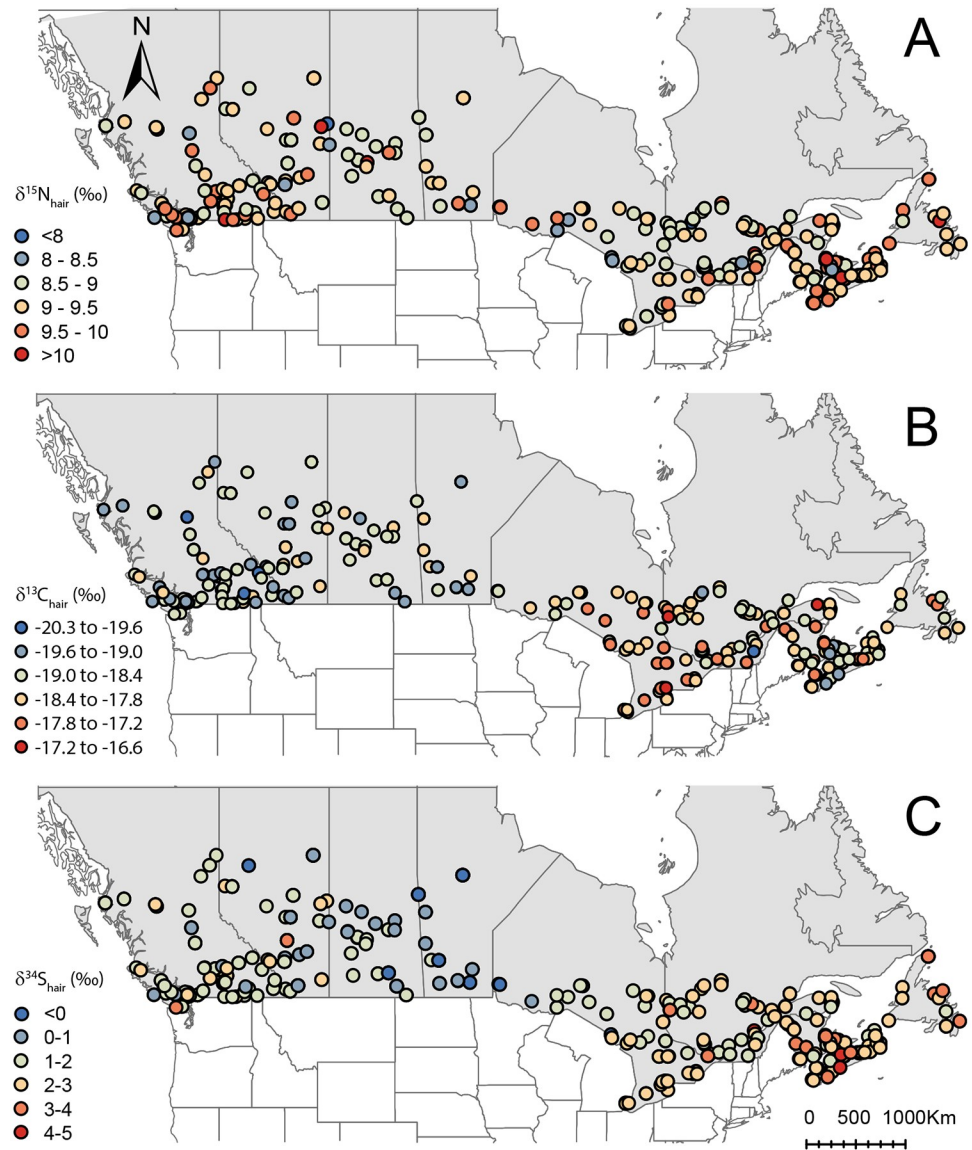 A
N
δ15Nhair (‰)
<8
8 - 8.5
8.5 - 9
9 - 9.5
9.5 - 10
>10
B
δ13Chair (‰)
-20.3 to -19.6
-19.6 to -19.0
-19.0 to -18.4
-18.4 to -17.8
-17.8 to -17.2
-17.2 to -16.6
C
δ34Shair (‰)
<0
0-1
1-2
2-3
3-4
4-5
0 500 1000Km